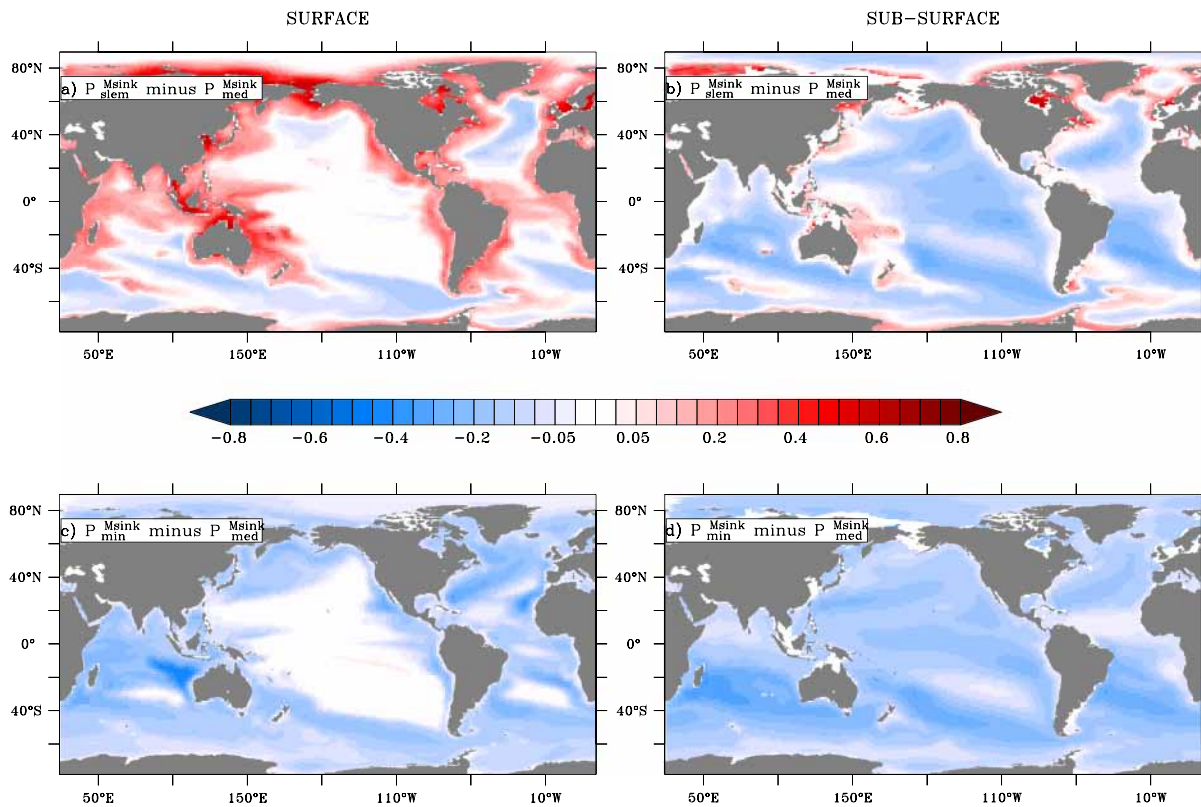 SURFACE
SUB-SURFACE
80°N
40°N
0°
40°S
a) P Msink slem minus P Msink med
50°E 150°E 110°W 10°W
80°N
40°N
0°
40°S
b) P Msink slem minus P Msink med
50°E 150°E 110°W 10°W
-0.8 -0.6 -0.4 -0.2 -0.05 0.05 0.2 0.4 0.6 0.8
80°N
40°N
0°
40°S
c) P Msink min minus P Msink med
50°E 150°E 110°W 10°W
80°N
40°N
0°
40°S
d) P Msink min minus P Msink med
50°E 150°E 110°W 10°W